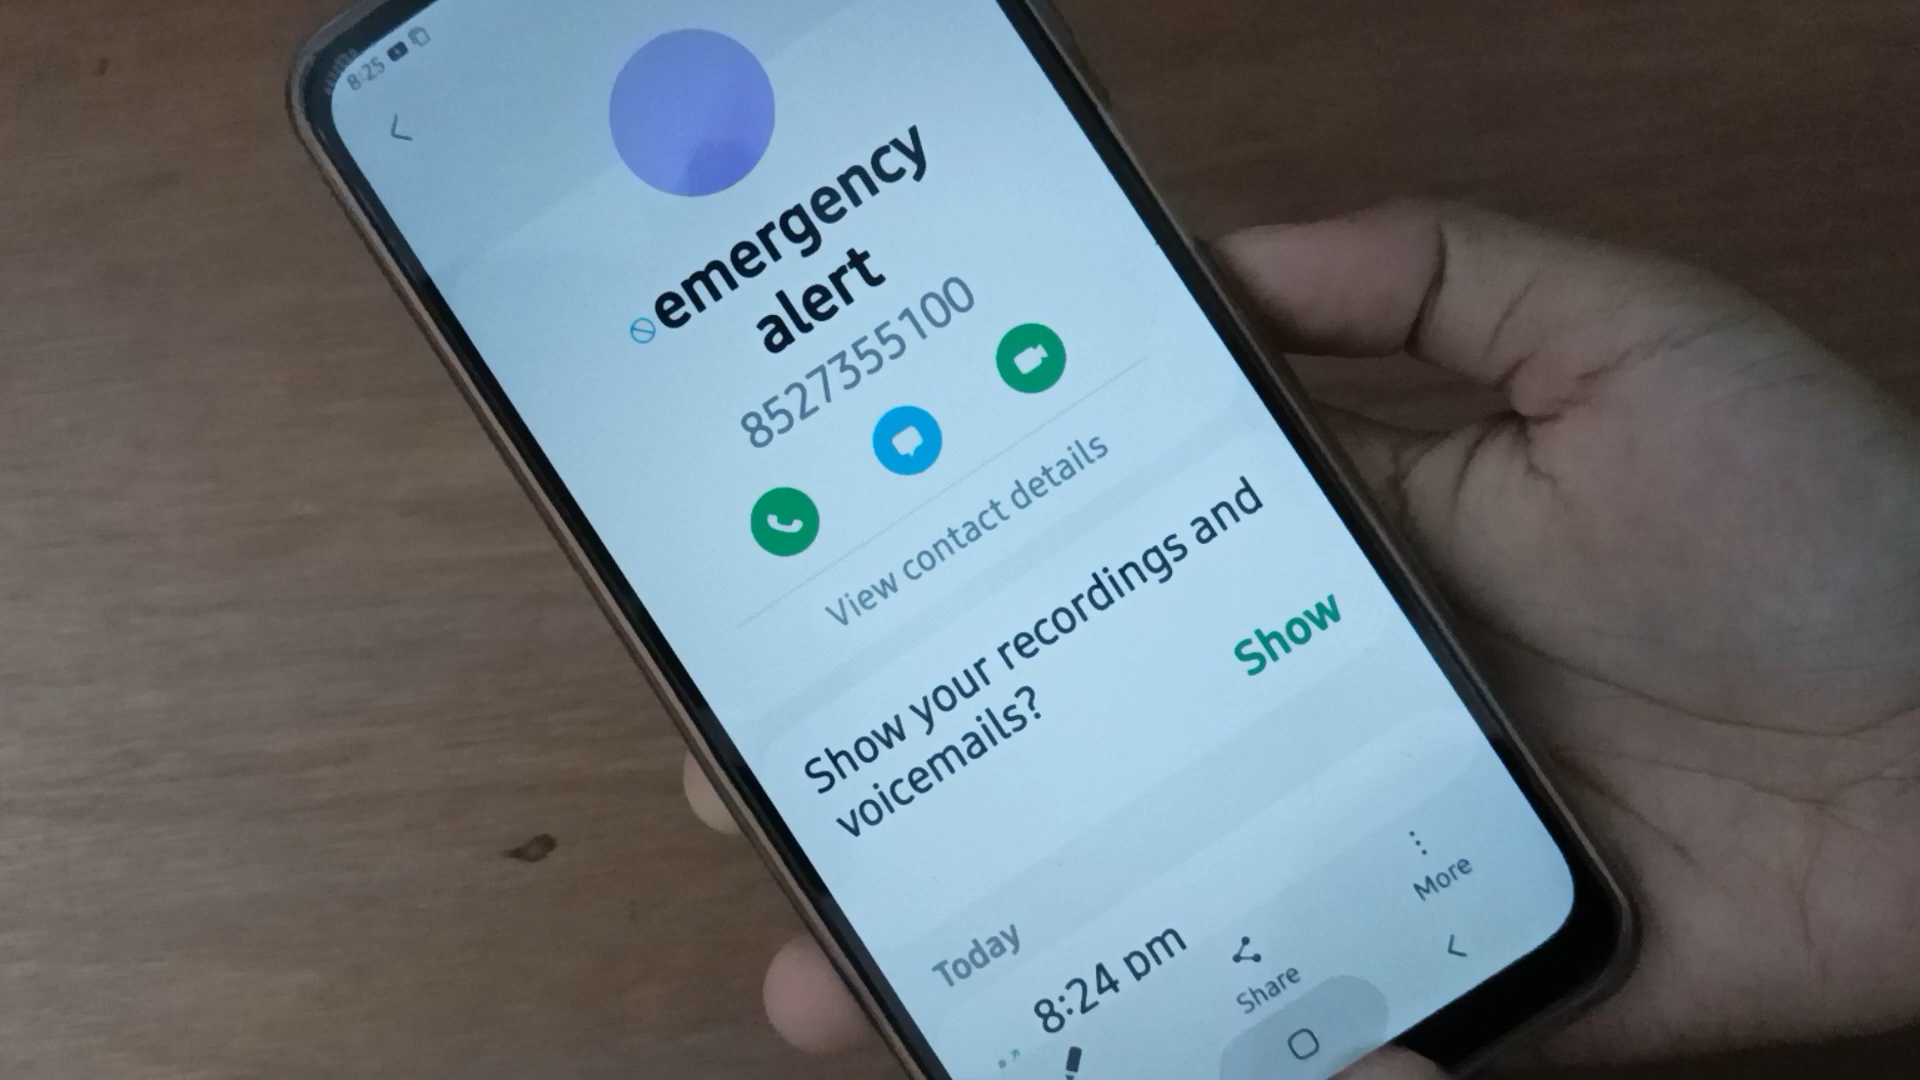 8:25
emergency
alert
8527355100
View contact details
Show your recordings and
voicemails?
Show
Today
8:24 pm
Share
More